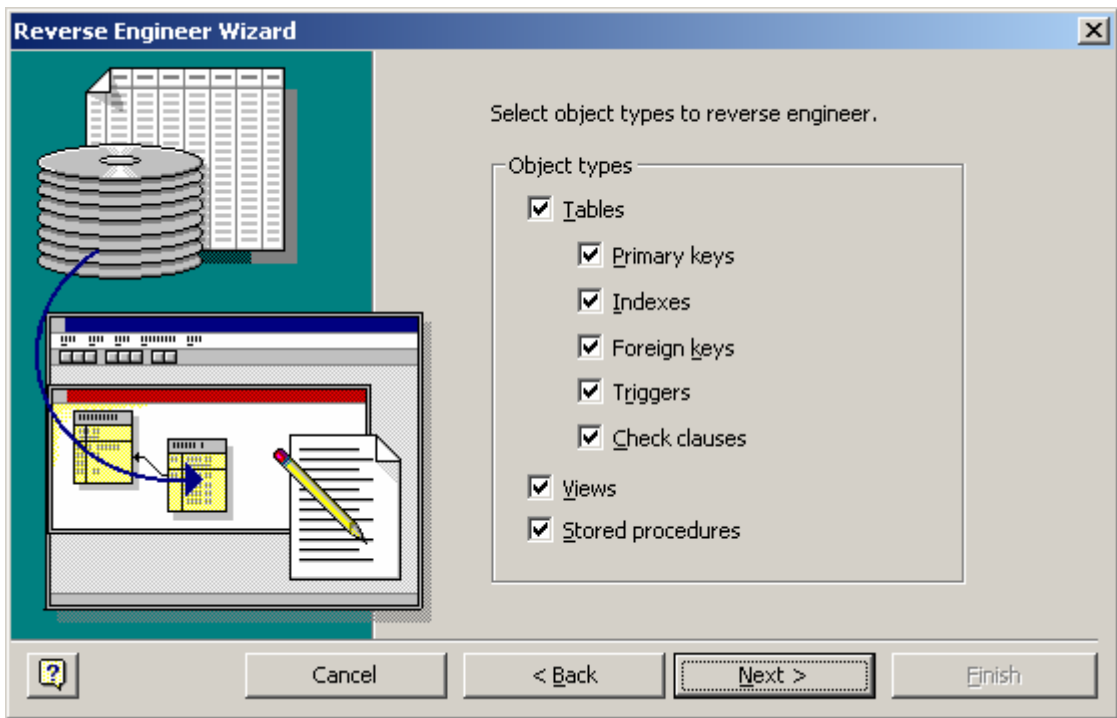 Reverse Engineer Wizard
Select object types to reverse engineer.
Object types
Tables
Primary keys
Indexes
Foreign keys
Triggers
Check clauses
Views
Stored procedures
Cancel
< Back
Next >
Finish